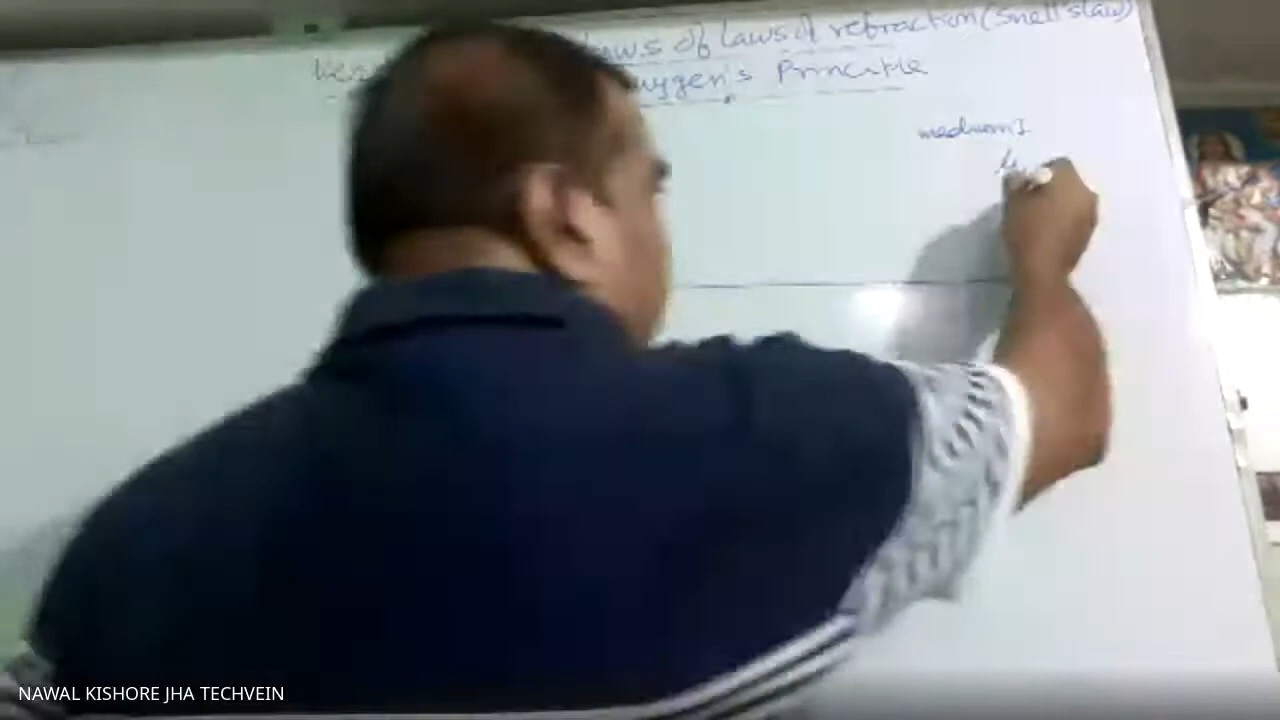 laws of laws of refraction (Snell's law)
Huygen's Principle
medium I
μ
NAWAL KISHORE JHA TECHVEIN